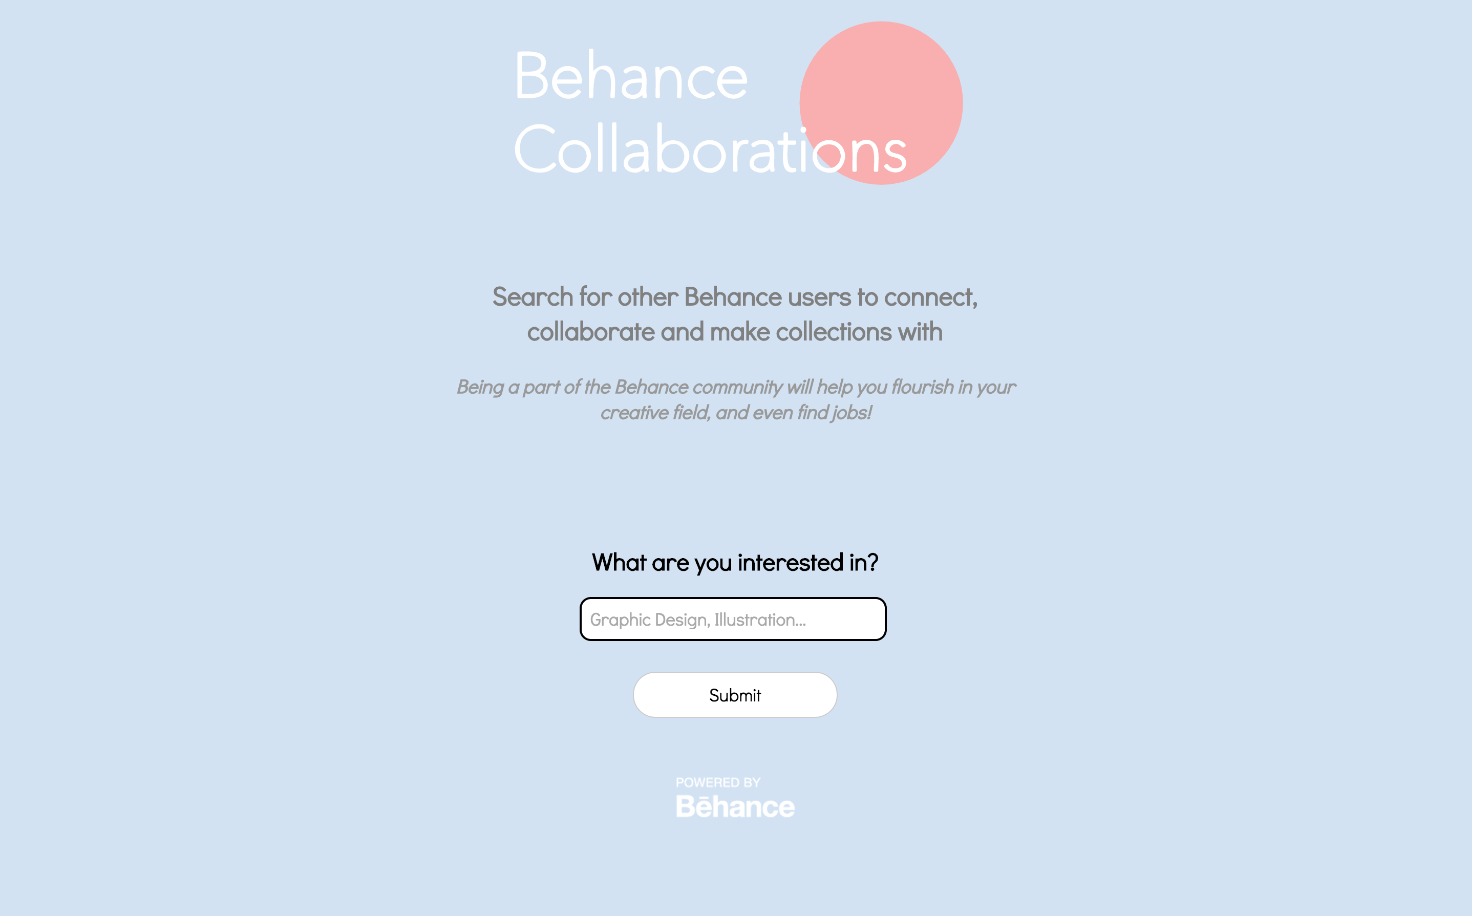 Behance
Collaborations
Search for other Behance users to connect,
collaborate and make collections with
Being a part of the Behance community will help you flourish in your
creative field, and even find jobs!
What are you interested in?
Graphic Design, Illustration...
Submit
POWERED BY
Bēhance